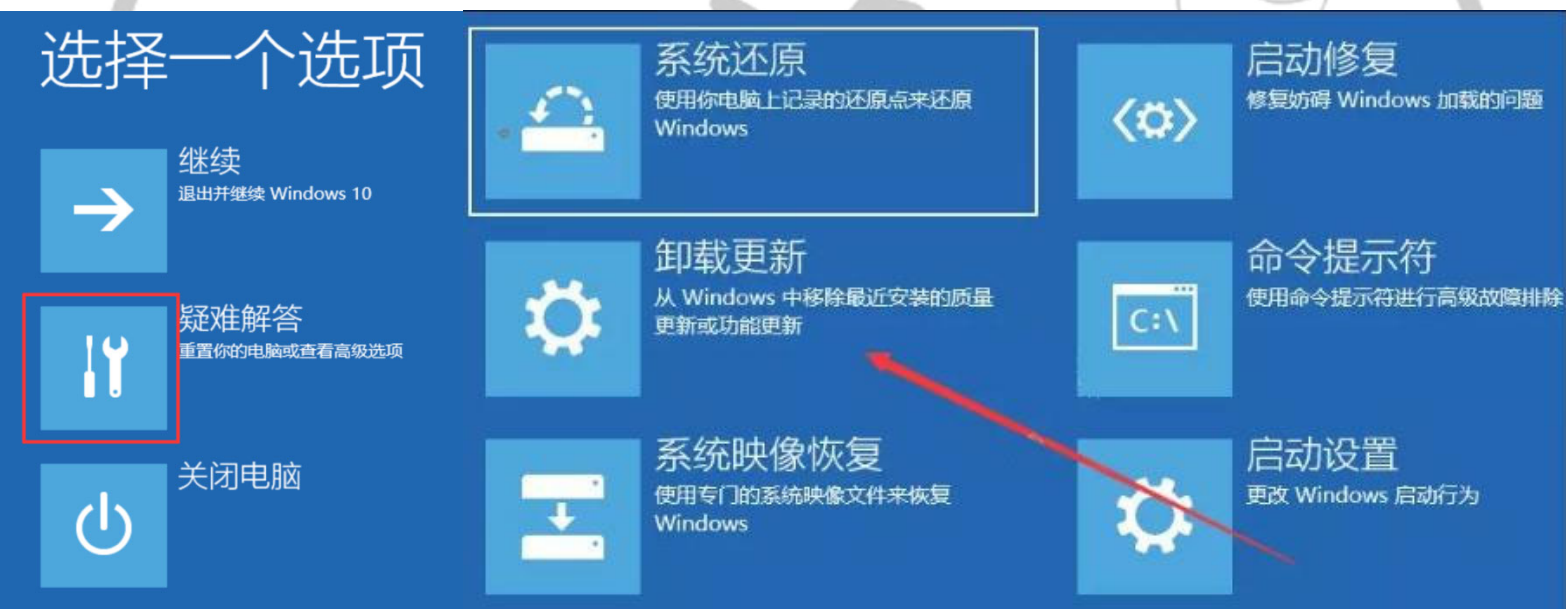 选择一个选项
继续
退出并继续 Windows 10
疑难解答
重置你的电脑或查看高级选项
关闭电脑
系统还原
使用你电脑上记录的还原点来还原
Windows
卸载更新
从 Windows 中移除最近安装的质量
更新或功能更新
系统映像恢复
使用专门的系统映像文件来恢复
Windows
启动修复
修复妨碍 Windows 加载的问题
C:\
命令提示符
使用命令提示符进行高级故障排除
启动设置
更改 Windows 启动行为